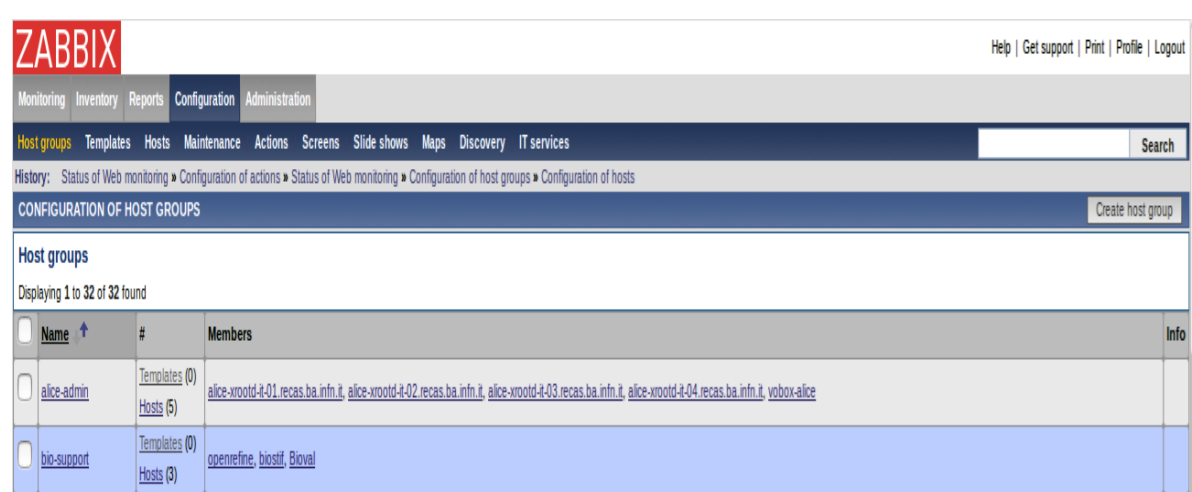 ZABBIX
Help | Get support | Print | Profile | Logout
Monitoring Inventory Reports Configuration Administration
Host groups Templates Hosts Maintenance Actions Screens Slide shows Maps Discovery IT services Search
History: Status of Web monitoring » Configuration of actions » Status of Web monitoring » Configuration of host groups » Configuration of hosts
CONFIGURATION OF HOST GROUPS Create host group
Host groups
Displaying 1 to 32 of 32 found
Name # Members Info
alice-admin Templates (0) Hosts (5) alice-xrootd-it-01.recas.ba.infn.it, alice-xrootd-it-02.recas.ba.infn.it, alice-xrootd-it-03.recas.ba.infn.it, alice-xrootd-it-04.recas.ba.infn.it, vobox-alice
bio-support Templates (0) Hosts (3) openrefine, biostif, Bioval